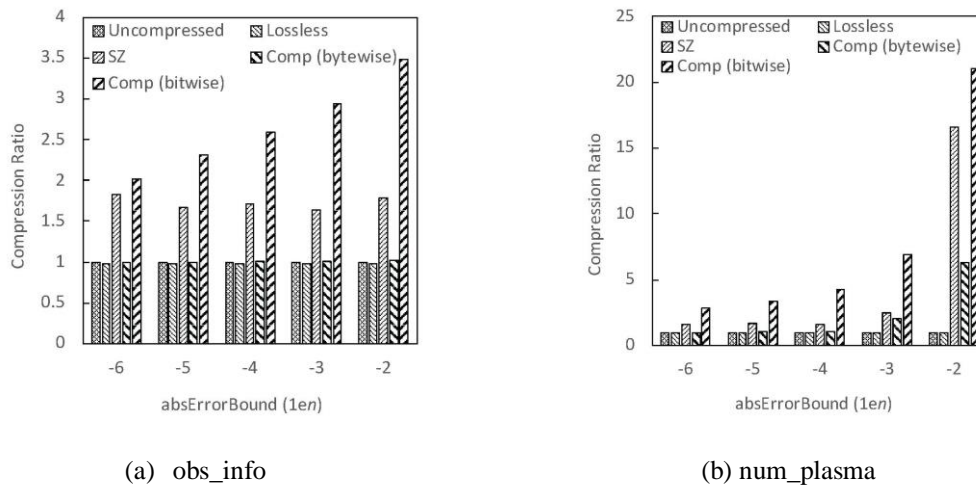 4
3.5
3
2.5
2
1.5
1
0.5
0
Compression Ratio
Uncompressed Lossless
SZ Comp (bytewise)
Comp (bitwise)
-6 -5 -4 -3 -2
absErrorBound (1en)
(a) obs_info
25
20
15
10
5
0
Compression Ratio
Uncompressed Lossless
SZ Comp (bytewise)
Comp (bitwise)
-6 -5 -4 -3 -2
absErrorBound (1en)
(b) num_plasma